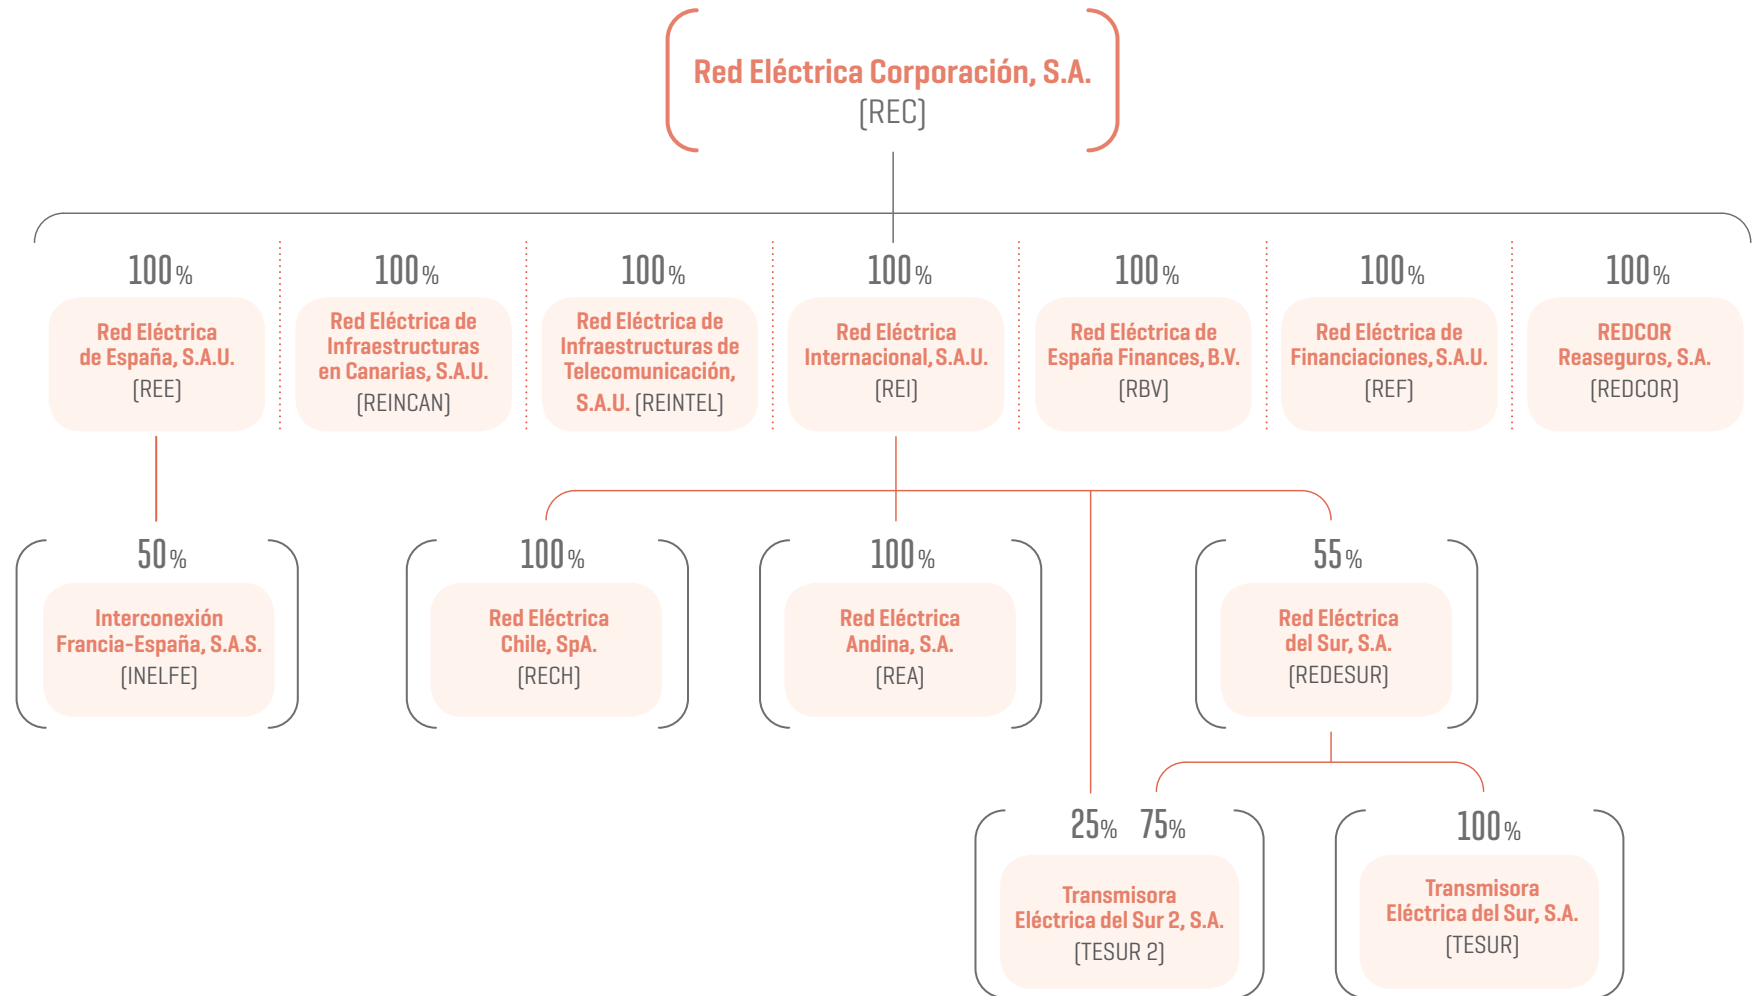 Red Eléctrica Corporación, S.A.
[REC]
100%
Red Eléctrica
de España, S.A.U.
[REE]
100%
Red Eléctrica de
Infraestructuras
en Canarias, S.A.U.
[REINCAN]
100%
Red Eléctrica de
Infraestructuras de
Telecomunicación,
S.A.U. [REINTEL]
100%
Red Eléctrica
Internacional, S.A.U.
[REI]
100%
Red Eléctrica de
España Finances, B.V.
[RBV]
100%
Red Eléctrica de
Financiaciones, S.A.U.
[REF]
100%
REDCOR
Reaseguros, S.A.
[REDCOR]
50%
Interconexión
Francia-España, S.A.S.
[INELFE]
100%
Red Eléctrica
Chile, SpA.
[RECH]
100%
Red Eléctrica
Andina, S.A.
[REA]
55%
Red Eléctrica
del Sur, S.A.
[REDESUR]
25% 75%
Transmisora
Eléctrica del Sur 2, S.A.
[TESUR 2]
100%
Transmisora
Eléctrica del Sur, S.A.
[TESUR]